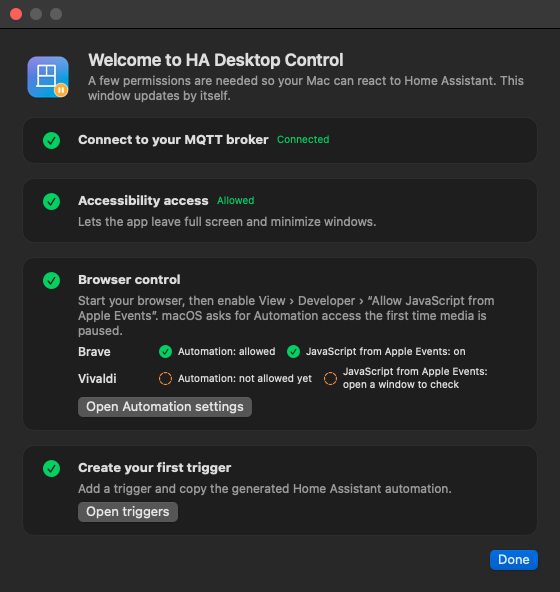 Welcome to HA Desktop Control
A few permissions are needed so your Mac can react to Home Assistant. This
window updates by itself.
Connect to your MQTT broker Connected
Accessibility access Allowed
Lets the app leave full screen and minimize windows.
Browser control
Start your browser, then enable View › Developer › “Allow JavaScript from
Apple Events”. macOS asks for Automation access the first time media is
paused.
Brave Automation: allowed JavaScript from Apple Events: on
Vivaldi Automation: not allowed yet JavaScript from Apple Events:
open a window to check
Open Automation settings
Create your first trigger
Add a trigger and copy the generated Home Assistant automation.
Open triggers
Done